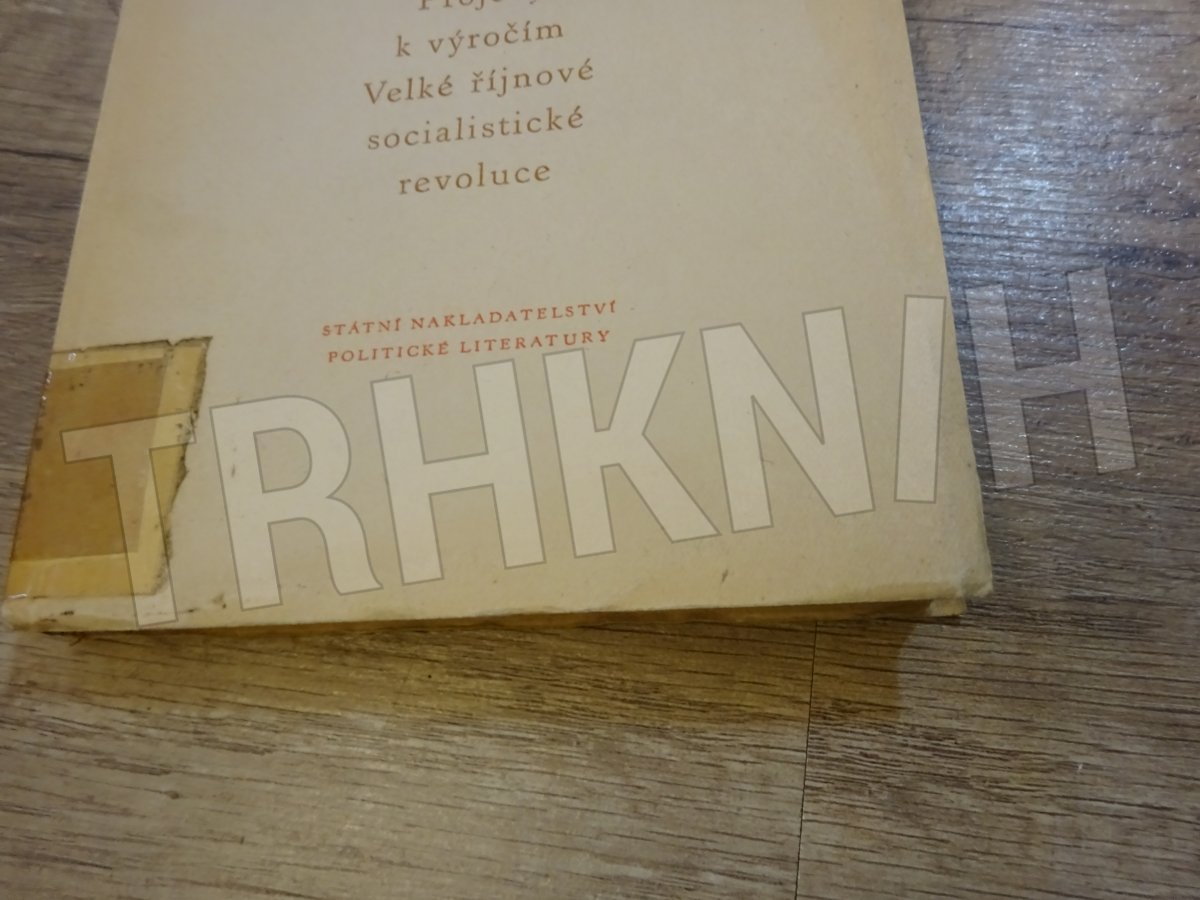 k výročím
Velké říjnové
socialistické
revoluce
STÁTNÍ NAKLADATELSTVÍ
POLITICKÉ LITERATURY
TRHKNIH